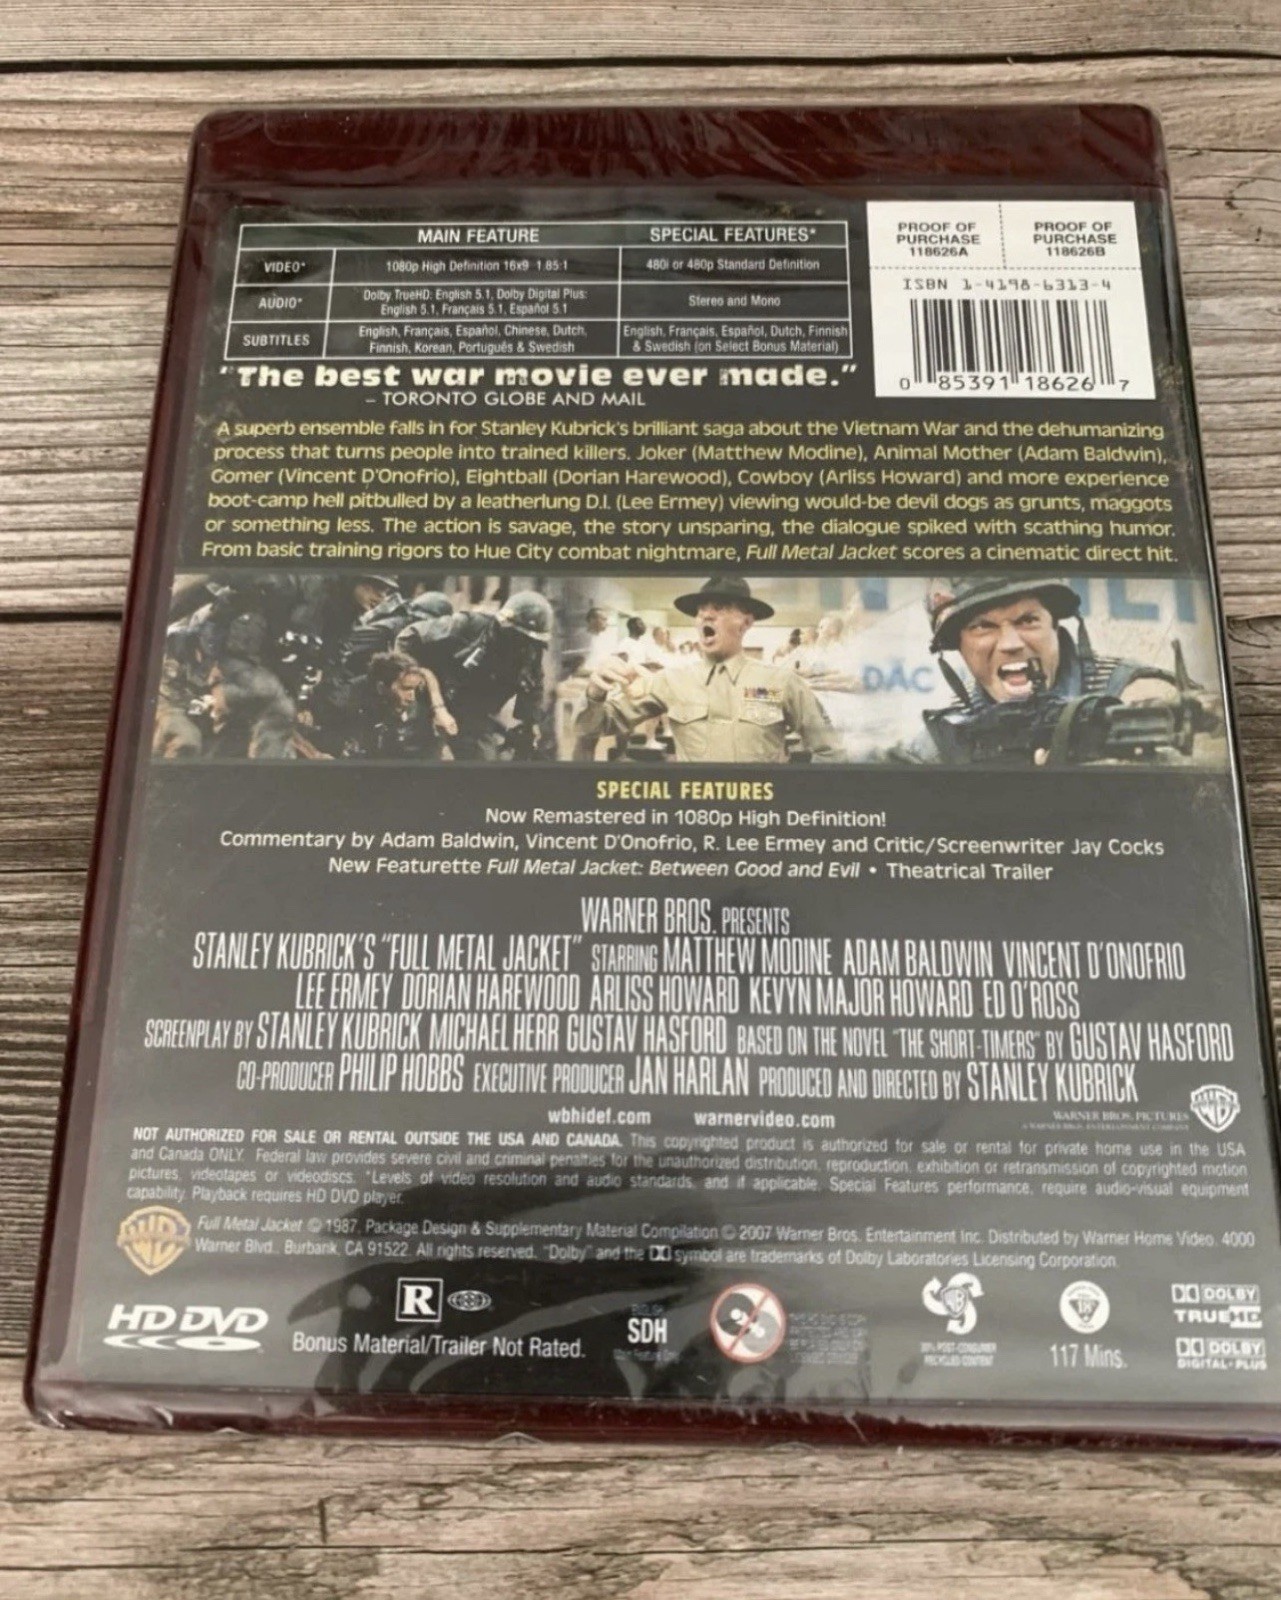 MAIN FEATURE SPECIAL FEATURES*
VIDEO* 1080p High Definition 16x9 1.85:1 480i or 480p Standard Definition
AUDIO* Dolby TrueHD: English 5.1, Dolby Digital Plus: English 5.1, Français 5.1, Español 5.1 Stereo and Mono
SUBTITLES English, Français, Español, Chinese, Dutch, Finnish, Korean, Português & Swedish English, Français, Español, Dutch, Finnish & Swedish (on Select Bonus Material)
PROOF OF PURCHASE 118626A
PROOF OF PURCHASE 118626B
ISBN 1-4198-6313-4
0 85391 18626 7
"The best war movie ever made."
– TORONTO GLOBE AND MAIL
A superb ensemble falls in for Stanley Kubrick's brilliant saga about the Vietnam War and the dehumanizing
process that turns people into trained killers. Joker (Matthew Modine), Animal Mother (Adam Baldwin),
Gomer (Vincent D'Onofrio), Eightball (Dorian Harewood), Cowboy (Arliss Howard) and more experience
boot-camp hell pitbulled by a leatherlung D.I. (Lee Ermey) viewing would-be devil dogs as grunts, maggots
or something less. The action is savage, the story unsparing, the dialogue spiked with scathing humor.
From basic training rigors to Hue City combat nightmare, Full Metal Jacket scores a cinematic direct hit.
DAC
SPECIAL FEATURES
Now Remastered in 1080p High Definition!
Commentary by Adam Baldwin, Vincent D'Onofrio, R. Lee Ermey and Critic/Screenwriter Jay Cocks
New Featurette Full Metal Jacket: Between Good and Evil • Theatrical Trailer
WARNER BROS. PRESENTS
STANLEY KUBRICK'S "FULL METAL JACKET" STARRING MATTHEW MODINE ADAM BALDWIN VINCENT D'ONOFRIO
LEE ERMEY DORIAN HAREWOOD ARLISS HOWARD KEVYN MAJOR HOWARD ED O'ROSS
SCREENPLAY BY STANLEY KUBRICK MICHAEL HERR GUSTAV HASFORD BASED ON THE NOVEL "THE SHORT-TIMERS" BY GUSTAV HASFORD
CO-PRODUCER PHILIP HOBBS EXECUTIVE PRODUCER JAN HARLAN PRODUCED AND DIRECTED BY STANLEY KUBRICK
wbhidef.com warnervideo.com
WARNER BROS. PICTURES
NOT AUTHORIZED FOR SALE OR RENTAL OUTSIDE THE USA AND CANADA. This copyrighted product is authorized for sale or rental for private home use in the USA
and Canada ONLY. Federal law provides severe civil and criminal penalties for the unauthorized distribution, reproduction, exhibition or retransmission of copyrighted motion
pictures, videotapes or videodiscs. *Levels of video resolution and audio standards, and if applicable, Special Features performance, require audio-visual equipment
capability. Playback requires HD DVD player.
Full Metal Jacket © 1987, Package Design & Supplementary Material Compilation © 2007 Warner Bros. Entertainment Inc. Distributed by Warner Home Video, 4000
Warner Blvd., Burbank, CA 91522. All rights reserved. "Dolby" and the DD symbol are trademarks of Dolby Laboratories Licensing Corporation.
HD DVD
R
Bonus Material/Trailer Not Rated.
SDH
117 Mins.
DOLBY
TRUEHD
DOLBY
DIGITAL PLUS